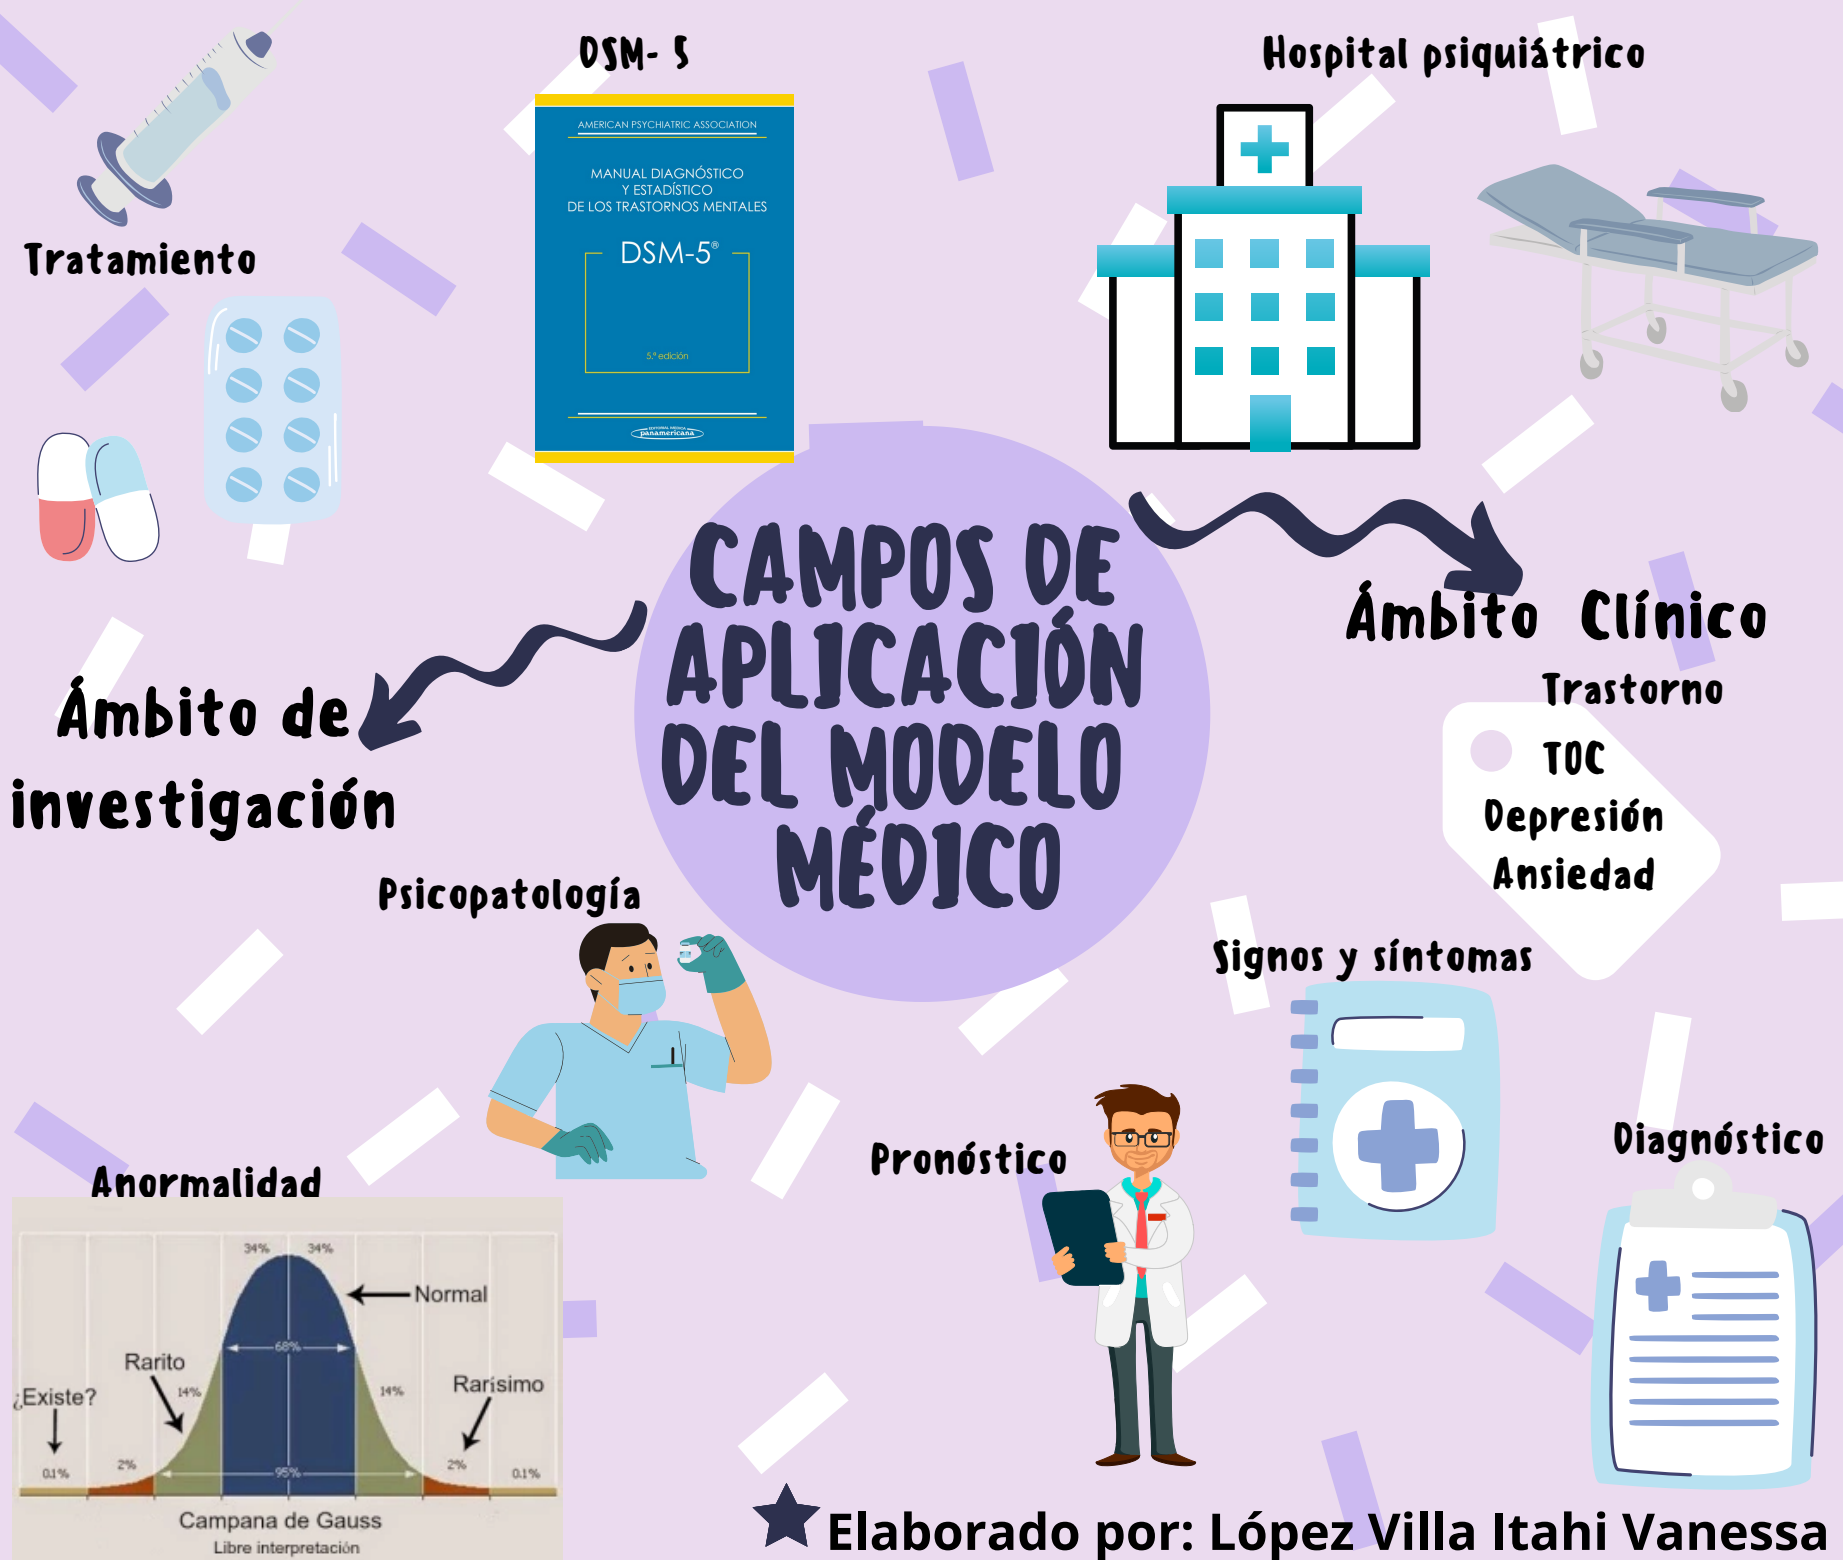 DSM- 5
Hospital psiquiátrico
AMERICAN PSYCHIATRIC ASSOCIATION
MANUAL DIAGNÓSTICO
Y ESTADÍSTICO
DE LOS TRASTORNOS MENTALES
DSM-5®
5.ª edición
EDITORIAL MÉDICA
panamericana
Tratamiento
CAMPOS DE
APLICACIÓN
DEL MODELO
MÉDICO
Ámbito Clínico
Trastorno
TOC
Depresión
Ansiedad
Ámbito de
investigación
Psicopatología
Signos y síntomas
Pronóstico
Diagnóstico
Anormalidad
34% 34%
Normal
68%
Rarito
14%
14%
Rarísimo
¿Existe?
0.1%
2%
95%
2%
0.1%
Campana de Gauss
Libre interpretación
Elaborado por: López Villa Itahi Vanessa